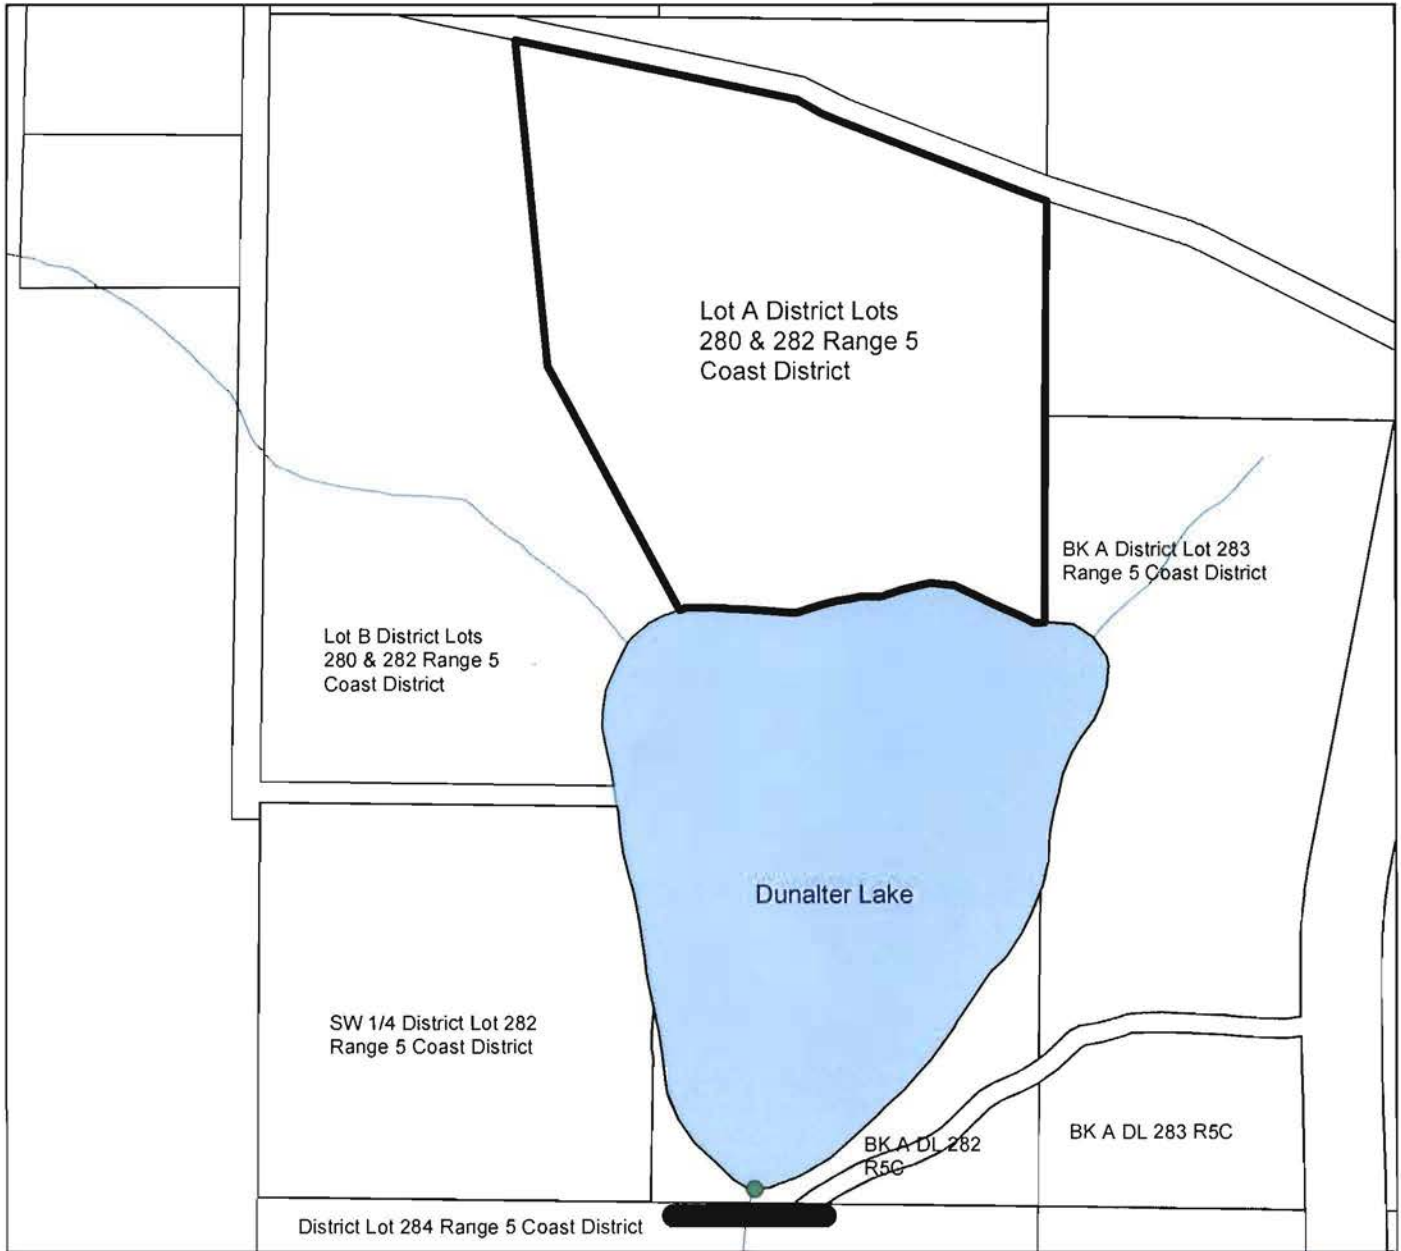 Lot A District Lots
280 & 282 Range 5
Coast District
BK A District Lot 283
Range 5 Coast District
Lot B District Lots
280 & 282 Range 5
Coast District
Dunalter Lake
SW 1/4 District Lot 282
Range 5 Coast District
BK A DL 282
R5C
BK A DL 283 R5C
District Lot 284 Range 5 Coast District